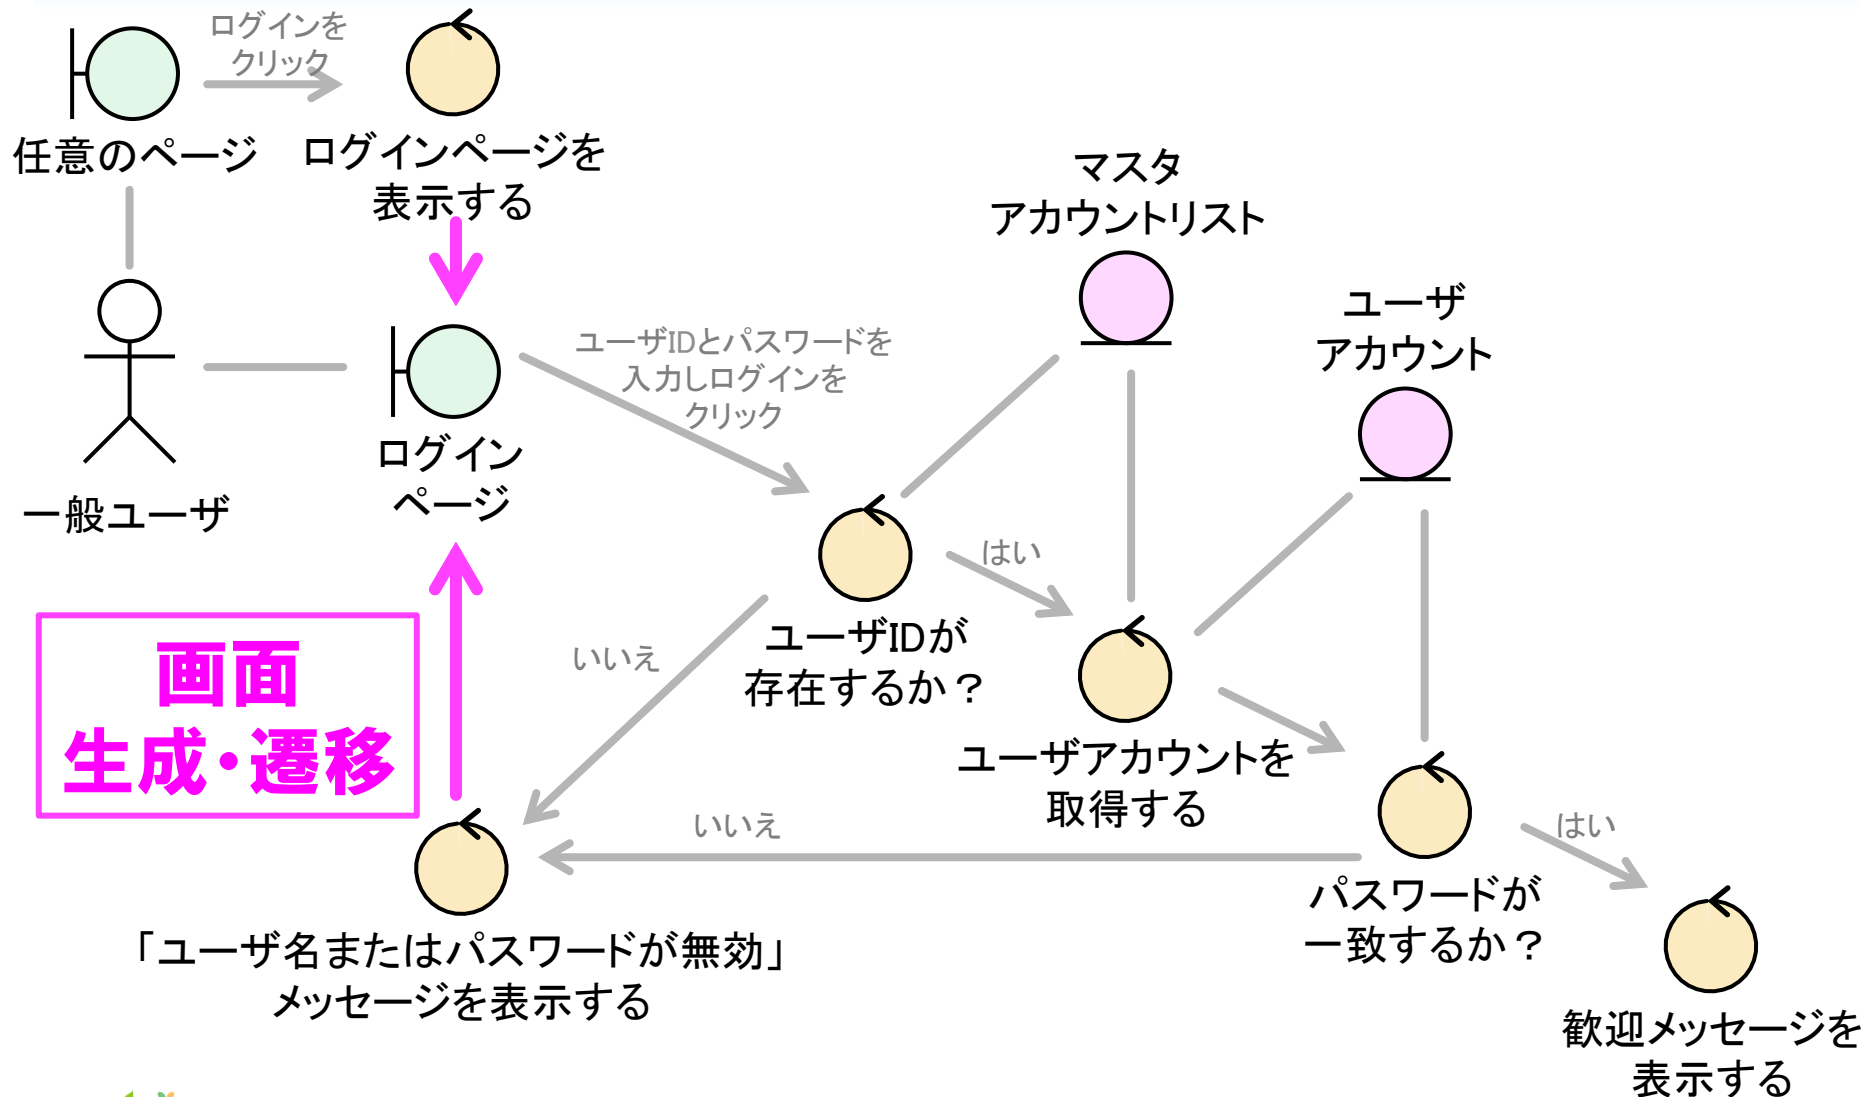 ログインを
クリック
任意のページ
ログインページを
表示する
マスタ
アカウントリスト
ユーザ
アカウント
ユーザIDとパスワードを
入力しログインを
クリック
ログイン
ページ
一般ユーザ
はい
いいえ
ユーザIDが
存在するか？
画面
生成・遷移
ユーザアカウントを
取得する
いいえ
はい
パスワードが
一致するか？
「ユーザ名またはパスワードが無効」
メッセージを表示する
歓迎メッセージを
表示する